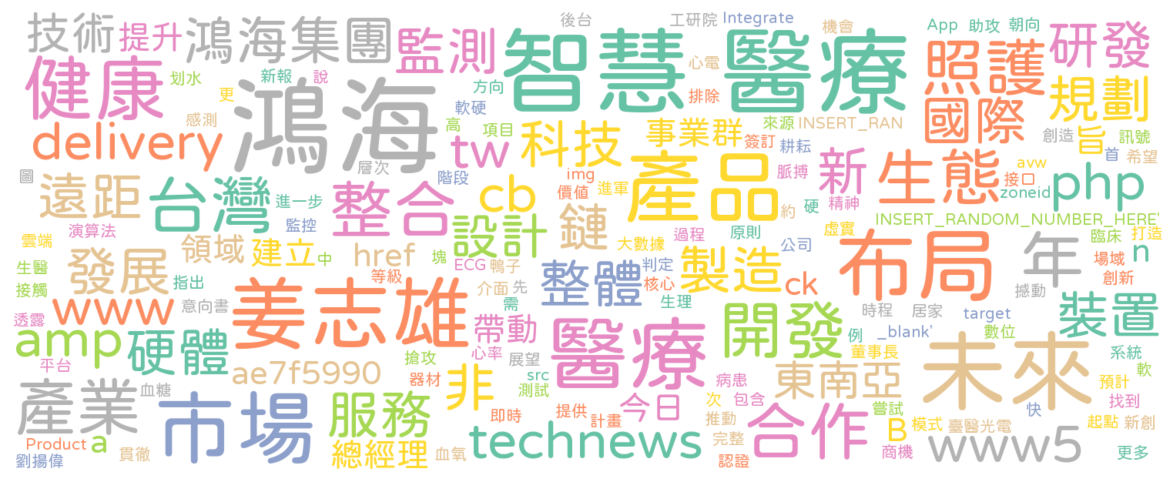 技術
提升
鴻海集團
監測
智慧
醫療
後台
工研院
Integrate
機會
App
助攻
朝向
研發
健康
划水
新報
說
更
感測
鴻海
方向
心電
軟硬
排除
照護
規劃
delivery
高
項目
層次
tw
科技
事業群
簽訂
來源
INSERT_RAN
國際
創造
旨
訊號
首
希望
圖
遠距
台灣
進一步
監控
整合
階段
cb
img
價值
進軍
產品
耕耘
脈搏
約
硬
新
精神
生態
avw
接口
zoneid
php
雲端
演算法
領域
建立
中
設計
鏈
大數據
過程
原則
公司
虛實
INSERT_RANDOM_NUMBER_HERE'
臨床
打造
生醫
接觸
發展
指出
href
塊
ECG
鴨子
先
介面
需
整體
判定
核心
生理
製造
ck
布局
年
撼動
場域
創新
n
www
意向書
姜志雄
等級
透露
amp
平台
硬體
ae7f5990
搶攻
器材
帶動
心率
展望
src
測試
醫療
病患
開發
時程
居家
target
_blank'
例
數位
董事長
裝置
系統
軟
產業
血糖
市場
服務
非
即時
提供
計畫
今日
次
包含
推動
東南亞
未來
嘗試
預計
找到
快
Product
a
貫徹
劉揚偉
總經理
血氧
technews
完整
認證
合作
B
模式
商機
臺醫光電
www5
起點
新創
更多